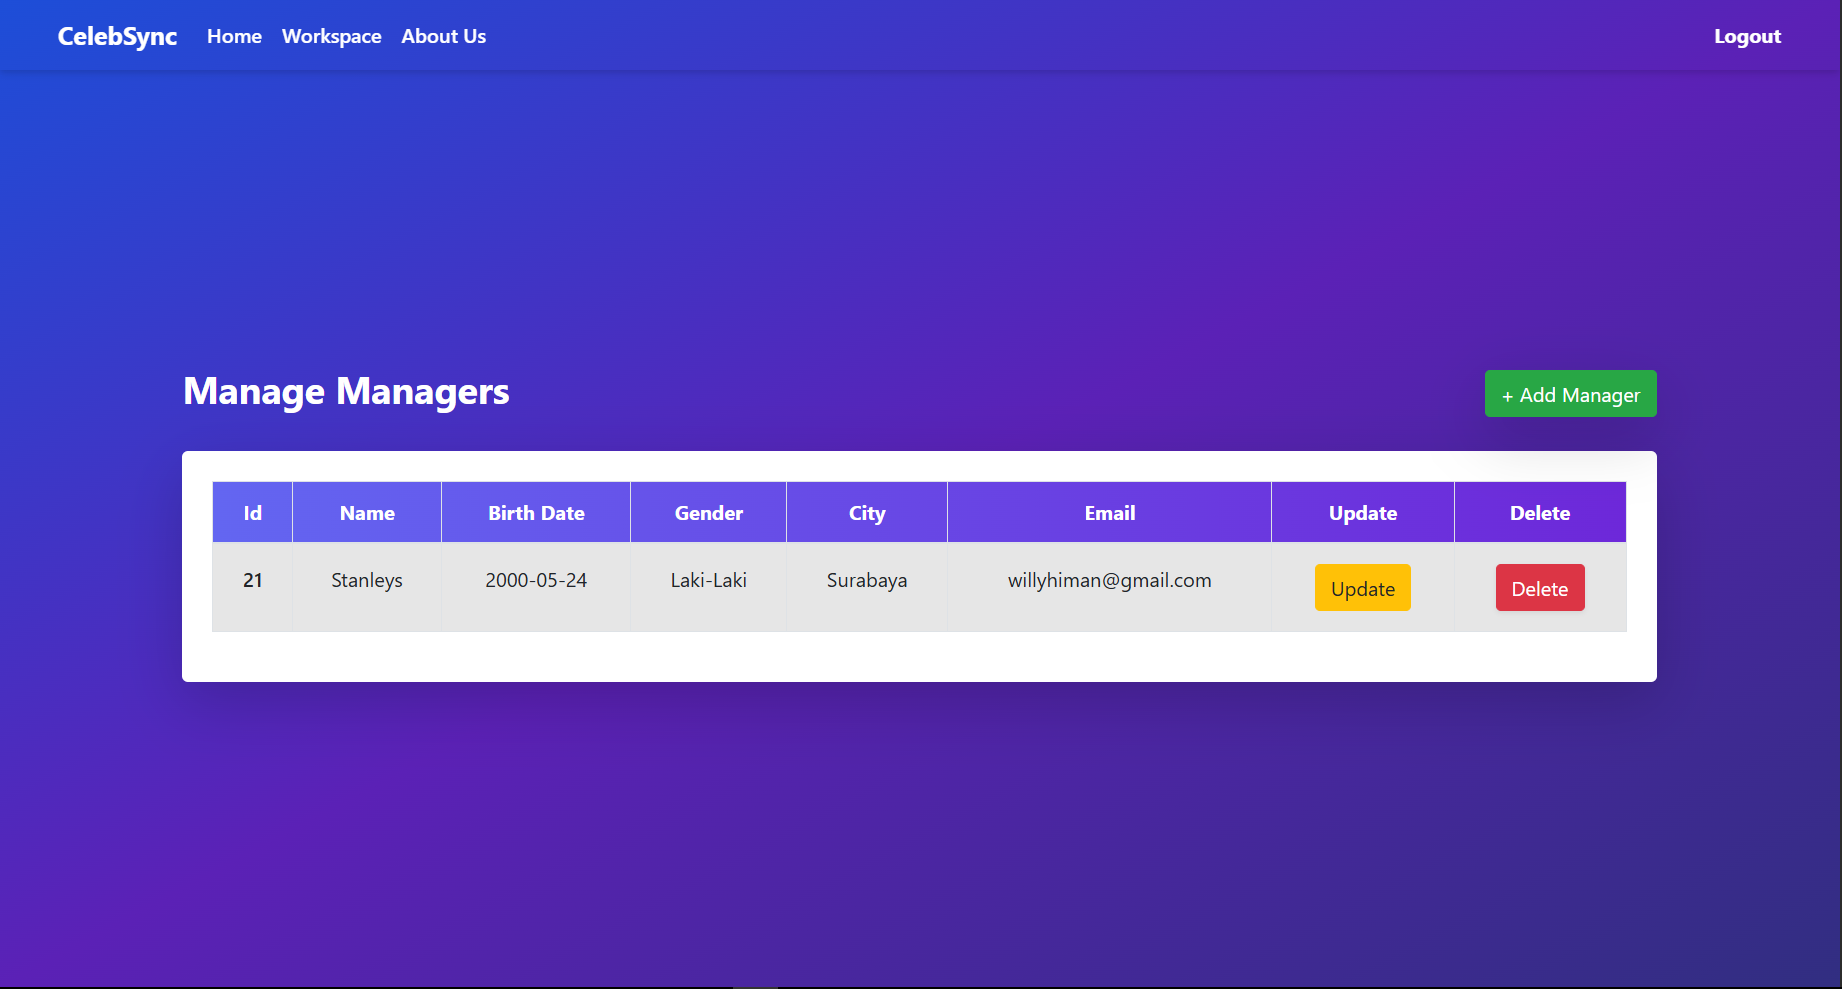 CelebSync Home Workspace About Us Logout
Manage Managers + Add Manager
Id Name Birth Date Gender City Email Update Delete
21 Stanleys 2000-05-24 Laki-Laki Surabaya willyhiman@gmail.com Update Delete